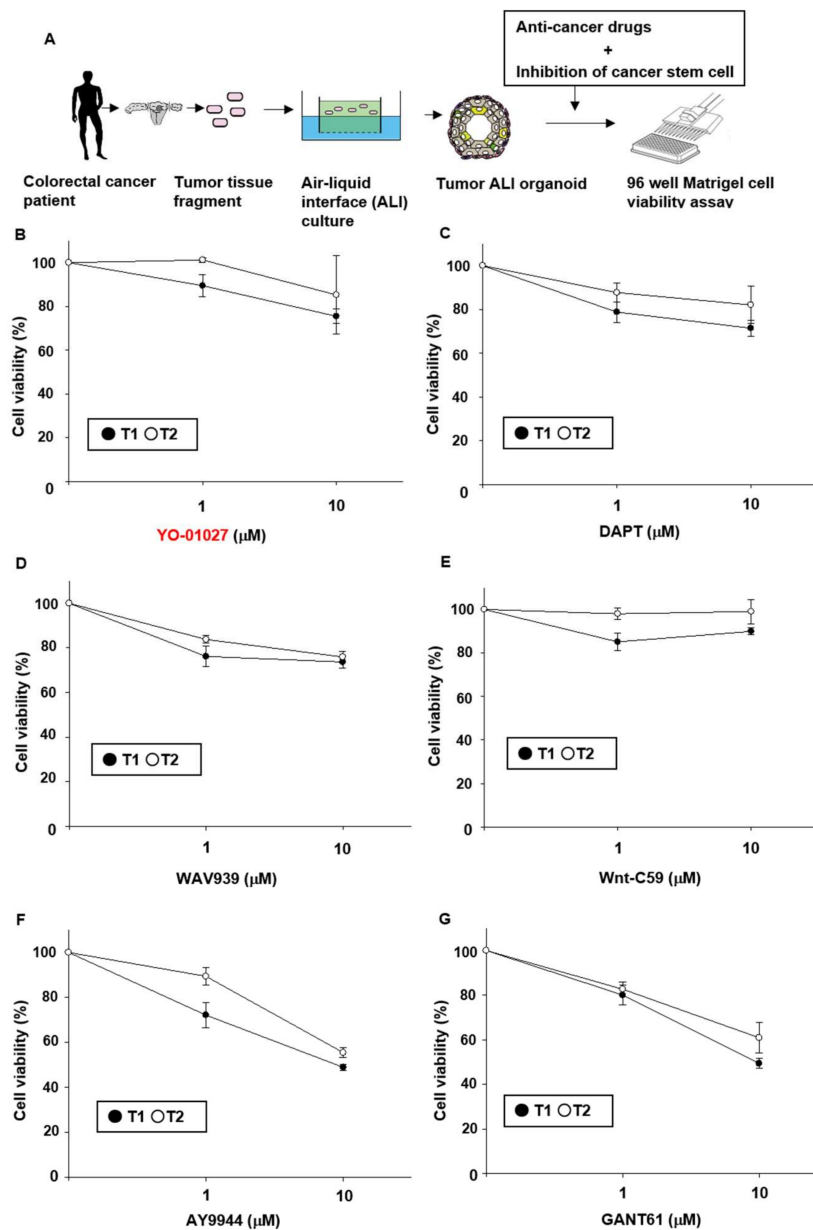 A
Anti-cancer drugs
+
Inhibition of cancer stem cell
Colorectal cancer
patient
Tumor tissue
fragment
Air-liquid
interface (ALI)
culture
Tumor ALI organoid
96 well Matrigel cell
viability assay
B
100
80
60
40
20
0
Cell viability (%)
T1 T2
1
10
YO-01027 (μM)
C
100
80
60
40
20
0
Cell viability (%)
T1 T2
1
10
DAPT (μM)
D
100
80
60
40
20
0
Cell viability (%)
T1 T2
1
10
WAV939 (μM)
E
100
80
60
40
20
0
Cell viability (%)
T1 T2
1
10
Wnt-C59 (μM)
F
100
80
60
40
20
0
Cell viability (%)
T1 T2
1
10
AY9944 (μM)
G
100
80
60
40
20
0
Cell viability (%)
T1 T2
1
10
GANT61 (μM)